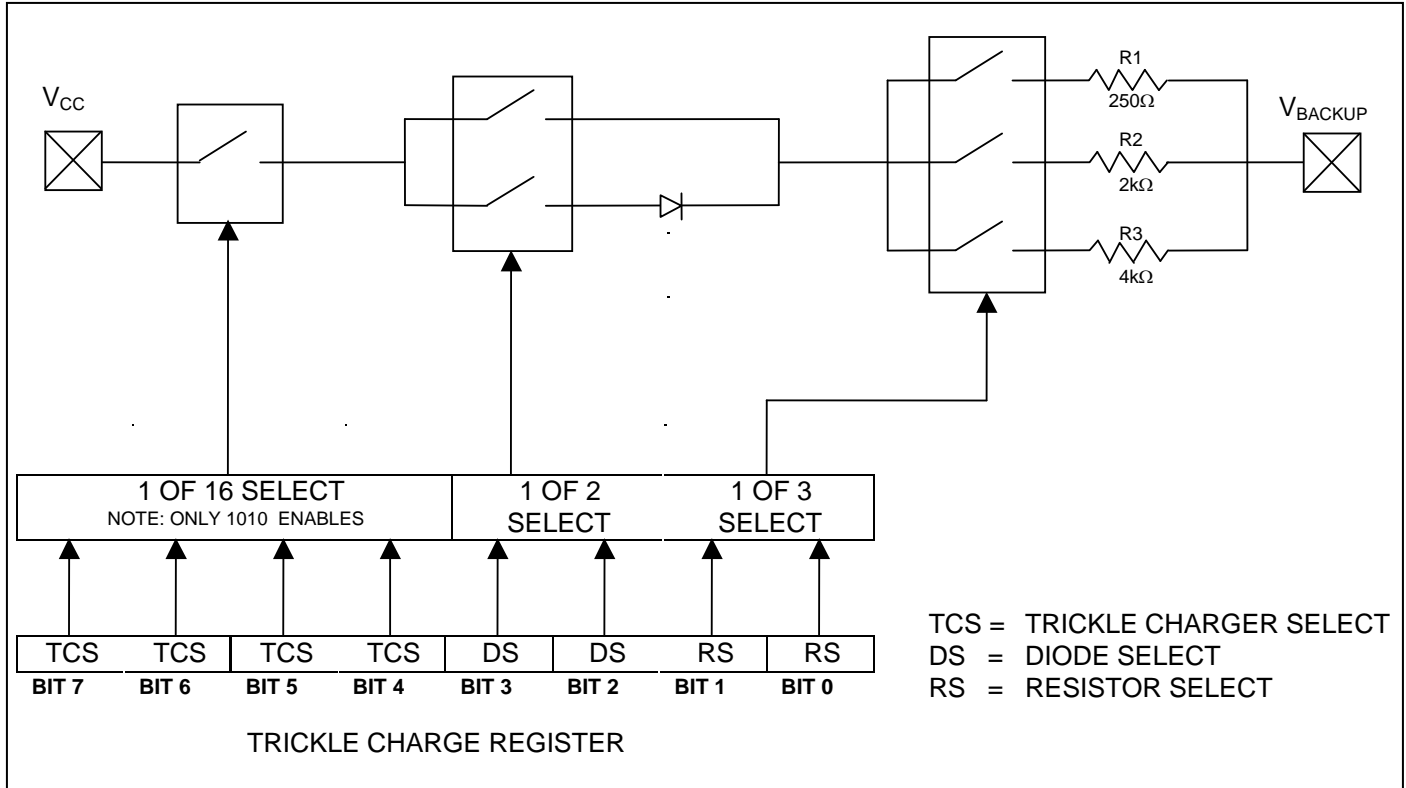 V_CC
R1
250Ω
V_BACKUP
R2
2kΩ
R3
4kΩ
1 OF 16 SELECT
NOTE: ONLY 1010 ENABLES
1 OF 2
SELECT
1 OF 3
SELECT
TCS TCS TCS TCS DS DS RS RS
BIT 7 BIT 6 BIT 5 BIT 4 BIT 3 BIT 2 BIT 1 BIT 0
TCS = TRICKLE CHARGER SELECT
DS = DIODE SELECT
RS = RESISTOR SELECT
TRICKLE CHARGE REGISTER